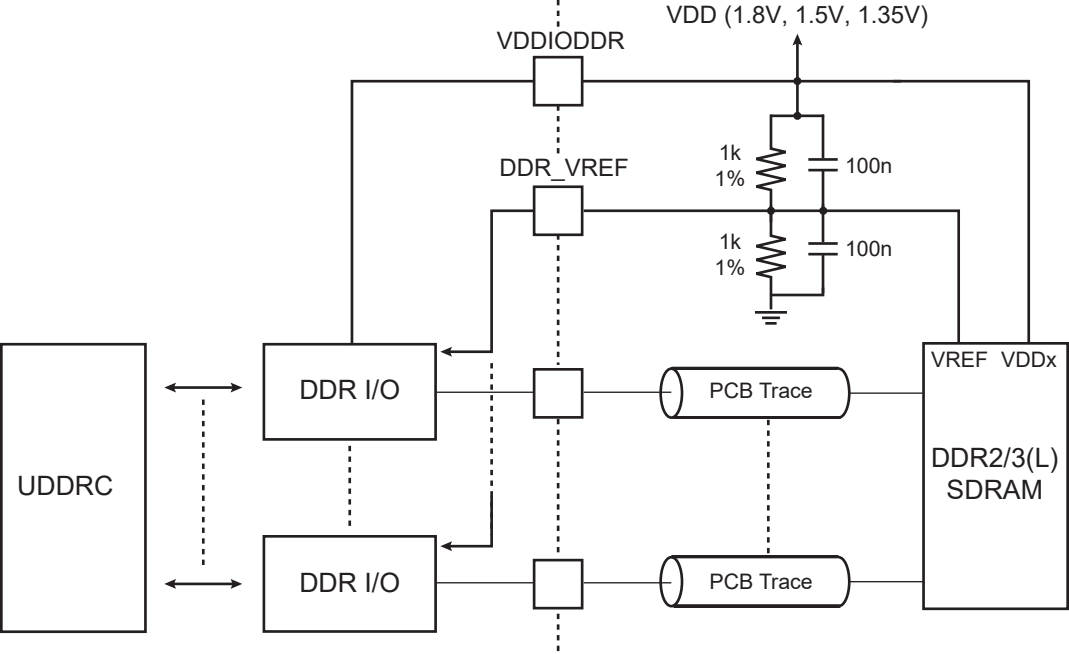 VDD (1.8V, 1.5V, 1.35V)
VDDIODDR
1k
1%
100n
DDR_VREF
1k
1%
100n
VREF VDDx
DDR I/O
PCB Trace
DDR2/3(L)
SDRAM
UDDRC
DDR I/O
PCB Trace